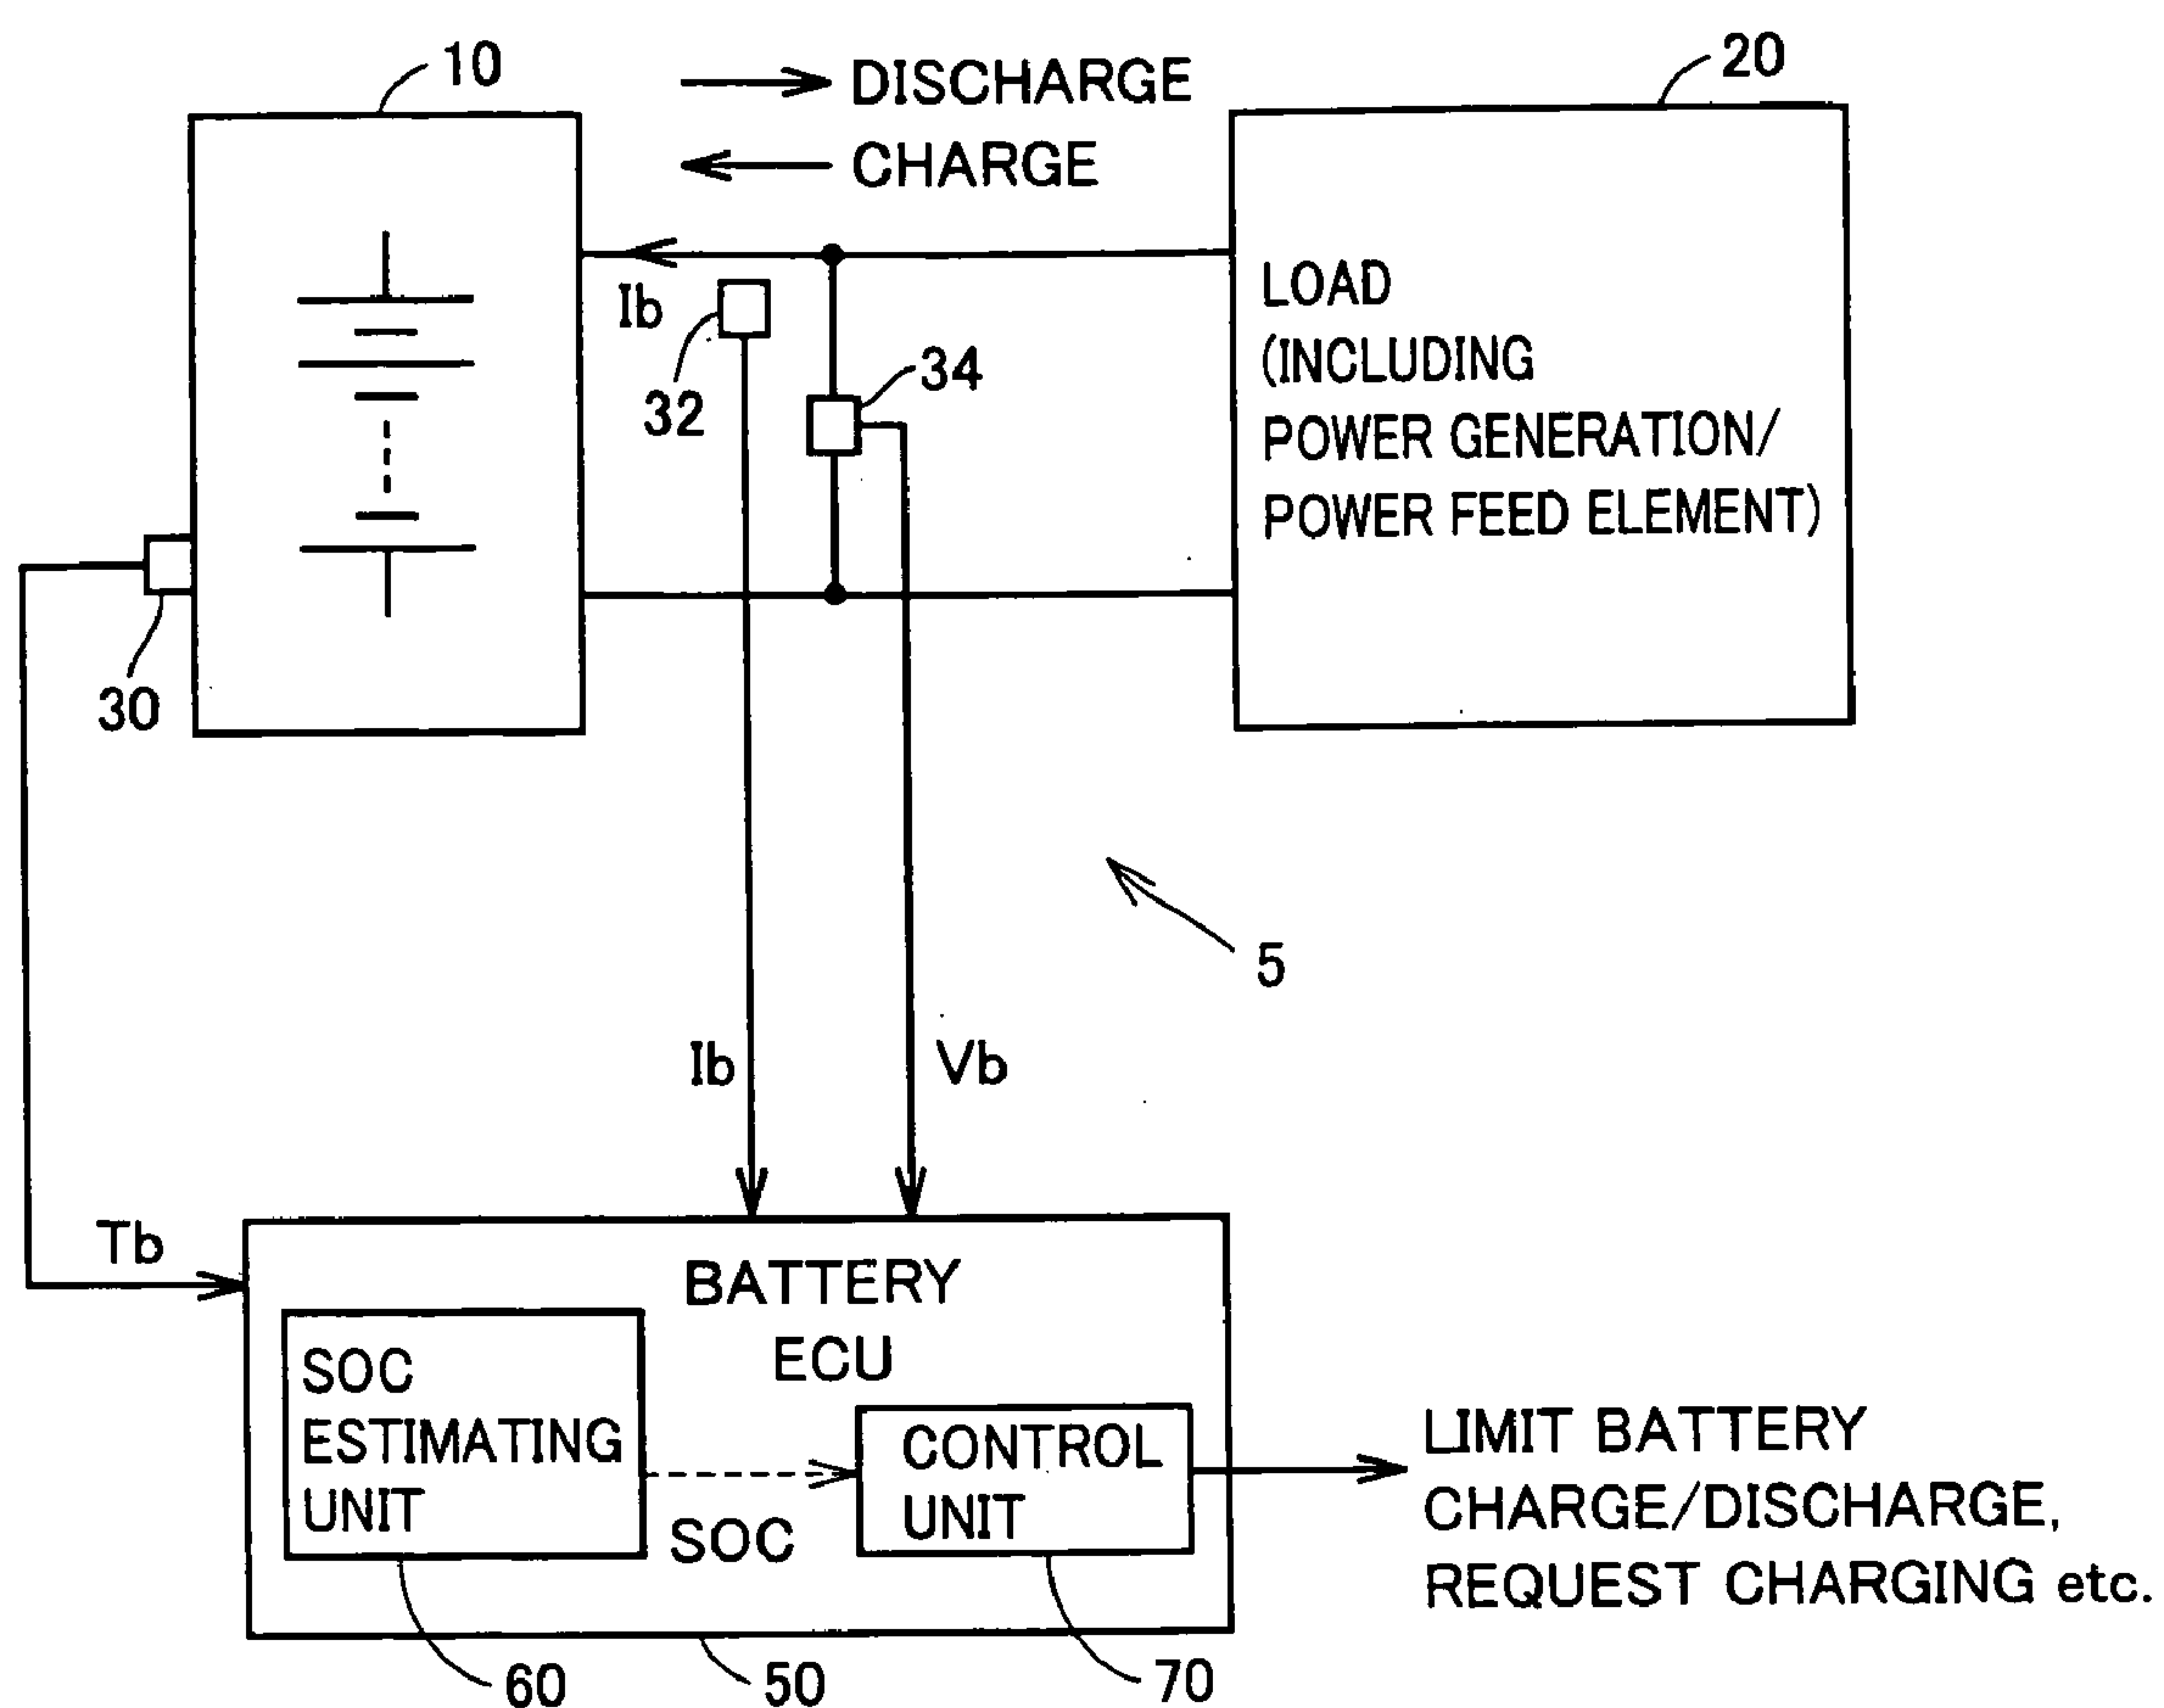 10
DISCHARGE
20
CHARGE
Ib
32
34
LOAD
(INCLUDING
POWER GENERATION/
POWER FEED ELEMENT)
30
5
Ib
Vb
Tb
BATTERY
ECU
SOC
ESTIMATING
UNIT
SOC
CONTROL
UNIT
LIMIT BATTERY
CHARGE/DISCHARGE,
REQUEST CHARGING etc.
60
50
70